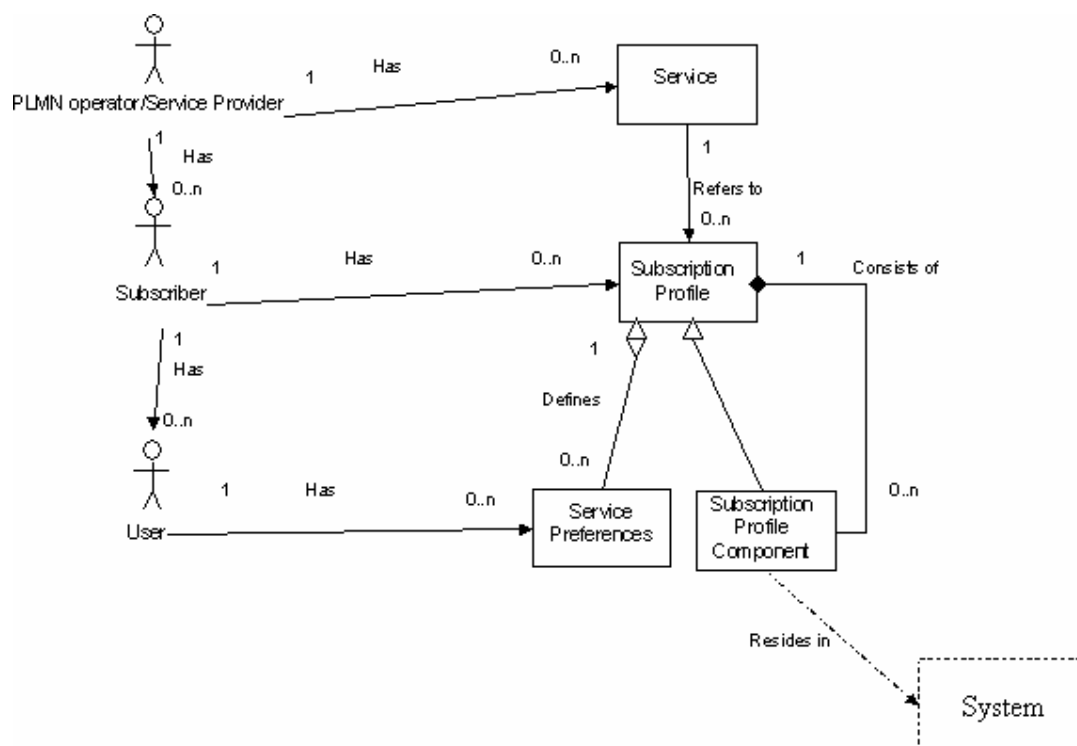 1 Has 0..n
Service
PLMN operator/Service Provider
1
Has
0..n
1
Refers to
0..n
Subscriber
1 Has 0..n
Subscription
Profile
1 Consists of
1
Has
0..n
1
Defines
0..n
User
1 Has 0..n
Service
Preferences
Subscription
Profile
Component
0..n
Resides in
System